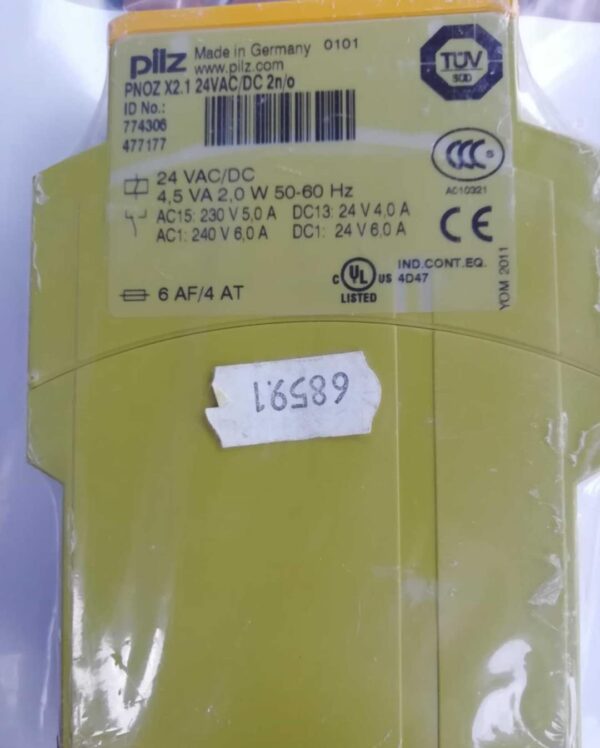 pilz Made in Germany 0101
www.pilz.com
PNOZ X2.1 24VAC/DC 2n/o
ID No.:
774306
477177
TÜV
SÜD
CCC S
AC10321
24 VAC/DC
4,5 VA 2,0 W 50-60 Hz
AC15: 230 V 5,0 A DC13: 24 V 4,0 A
AC1: 240 V 6,0 A DC1: 24 V 6,0 A
CE
6 AF/4 AT
C UL US
LISTED
IND.CONT.EQ.
4D47
YOM 2011
6859.1